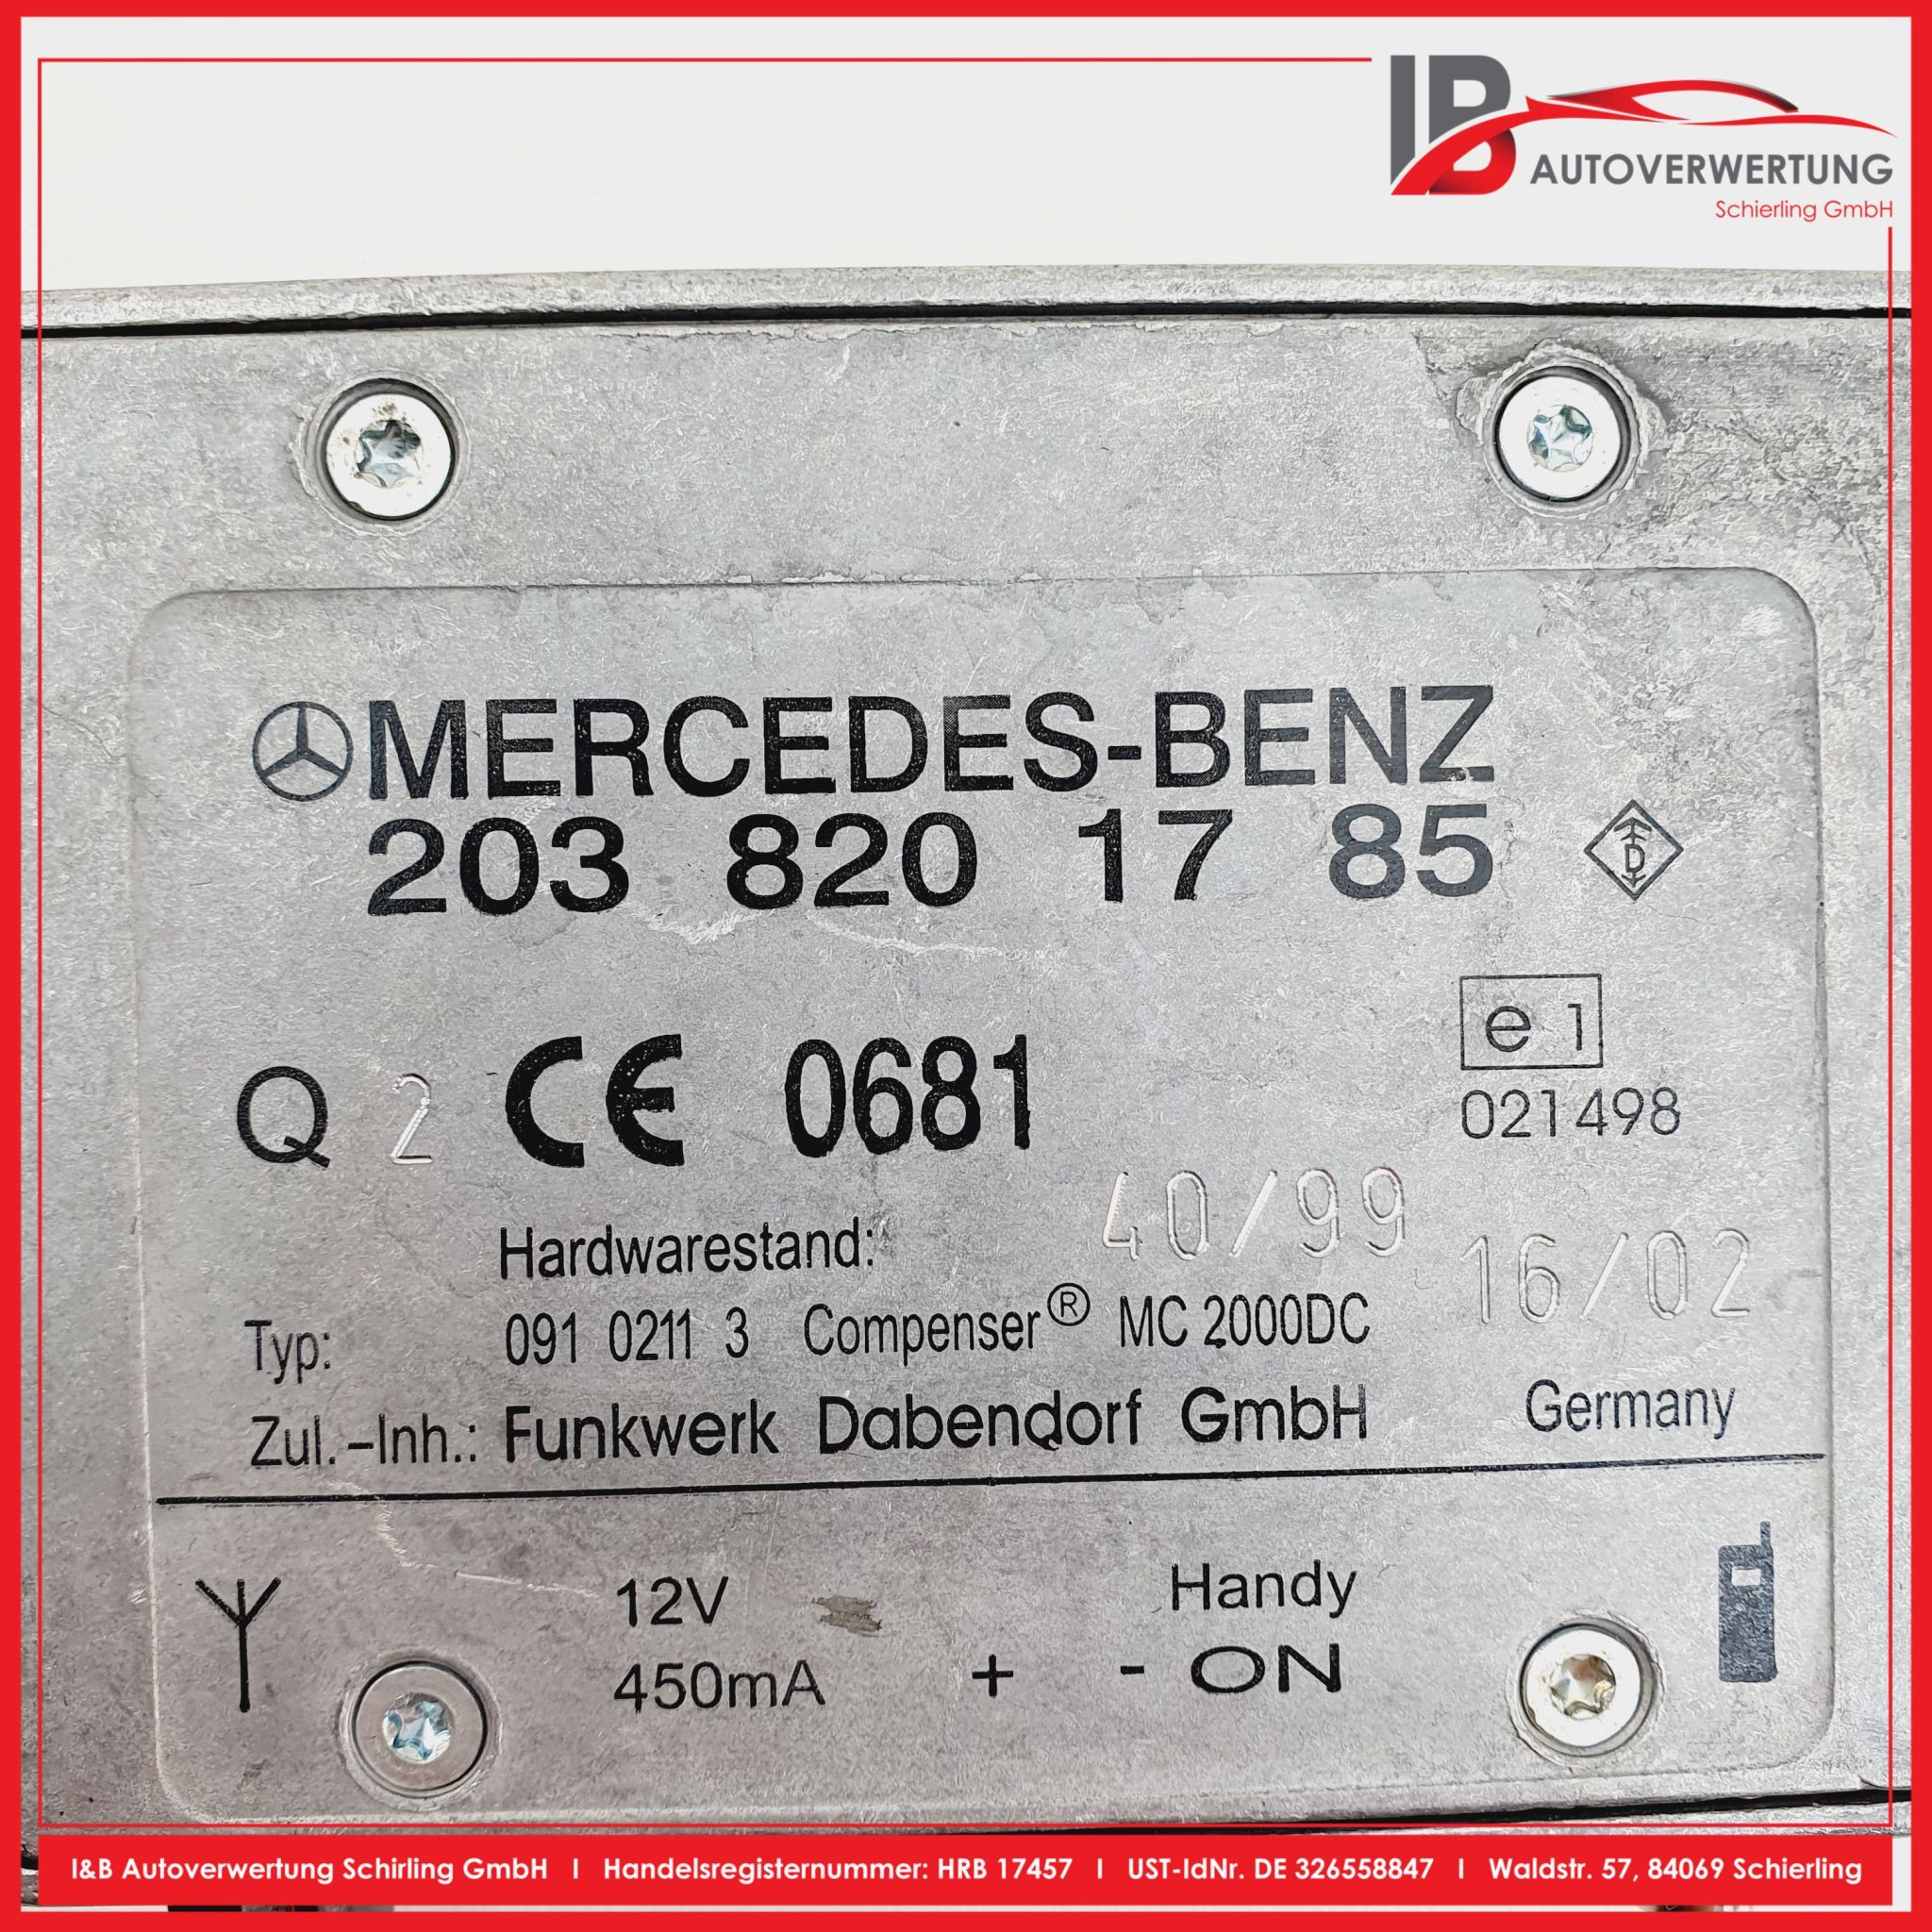 IB
AUTOVERWERTUNG
Schierling GmbH
MERCEDES-BENZ
203 820 17 85
D
e 1
Q 2 CE 0681
021498
Hardwarestand: 40/99 16/02
Typ: 091 0211 3 Compenser® MC 2000DC
Zul.-Inh.: Funkwerk Dabendorf GmbH Germany
12V Handy
450mA + - ON
I&B Autoverwertung Schirling GmbH I Handelsregisternummer: HRB 17457 I UST-IdNr. DE 326558847 I Waldstr. 57, 84069 Schierling